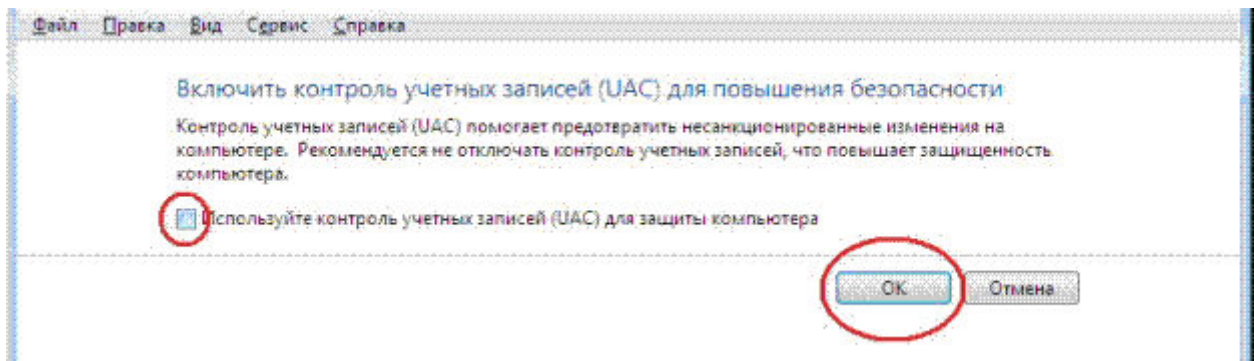 Файл Правка Вид Сервис Справка
Включить контроль учетных записей (UAC) для повышения безопасности
Контроль учетных записей (UAC) помогает предотвратить несанкционированные изменения на
компьютере. Рекомендуется не отключать контроль учетных записей, что повышает защищенность
компьютера.
Используйте контроль учетных записей (UAC) для защиты компьютера
ОК Отмена